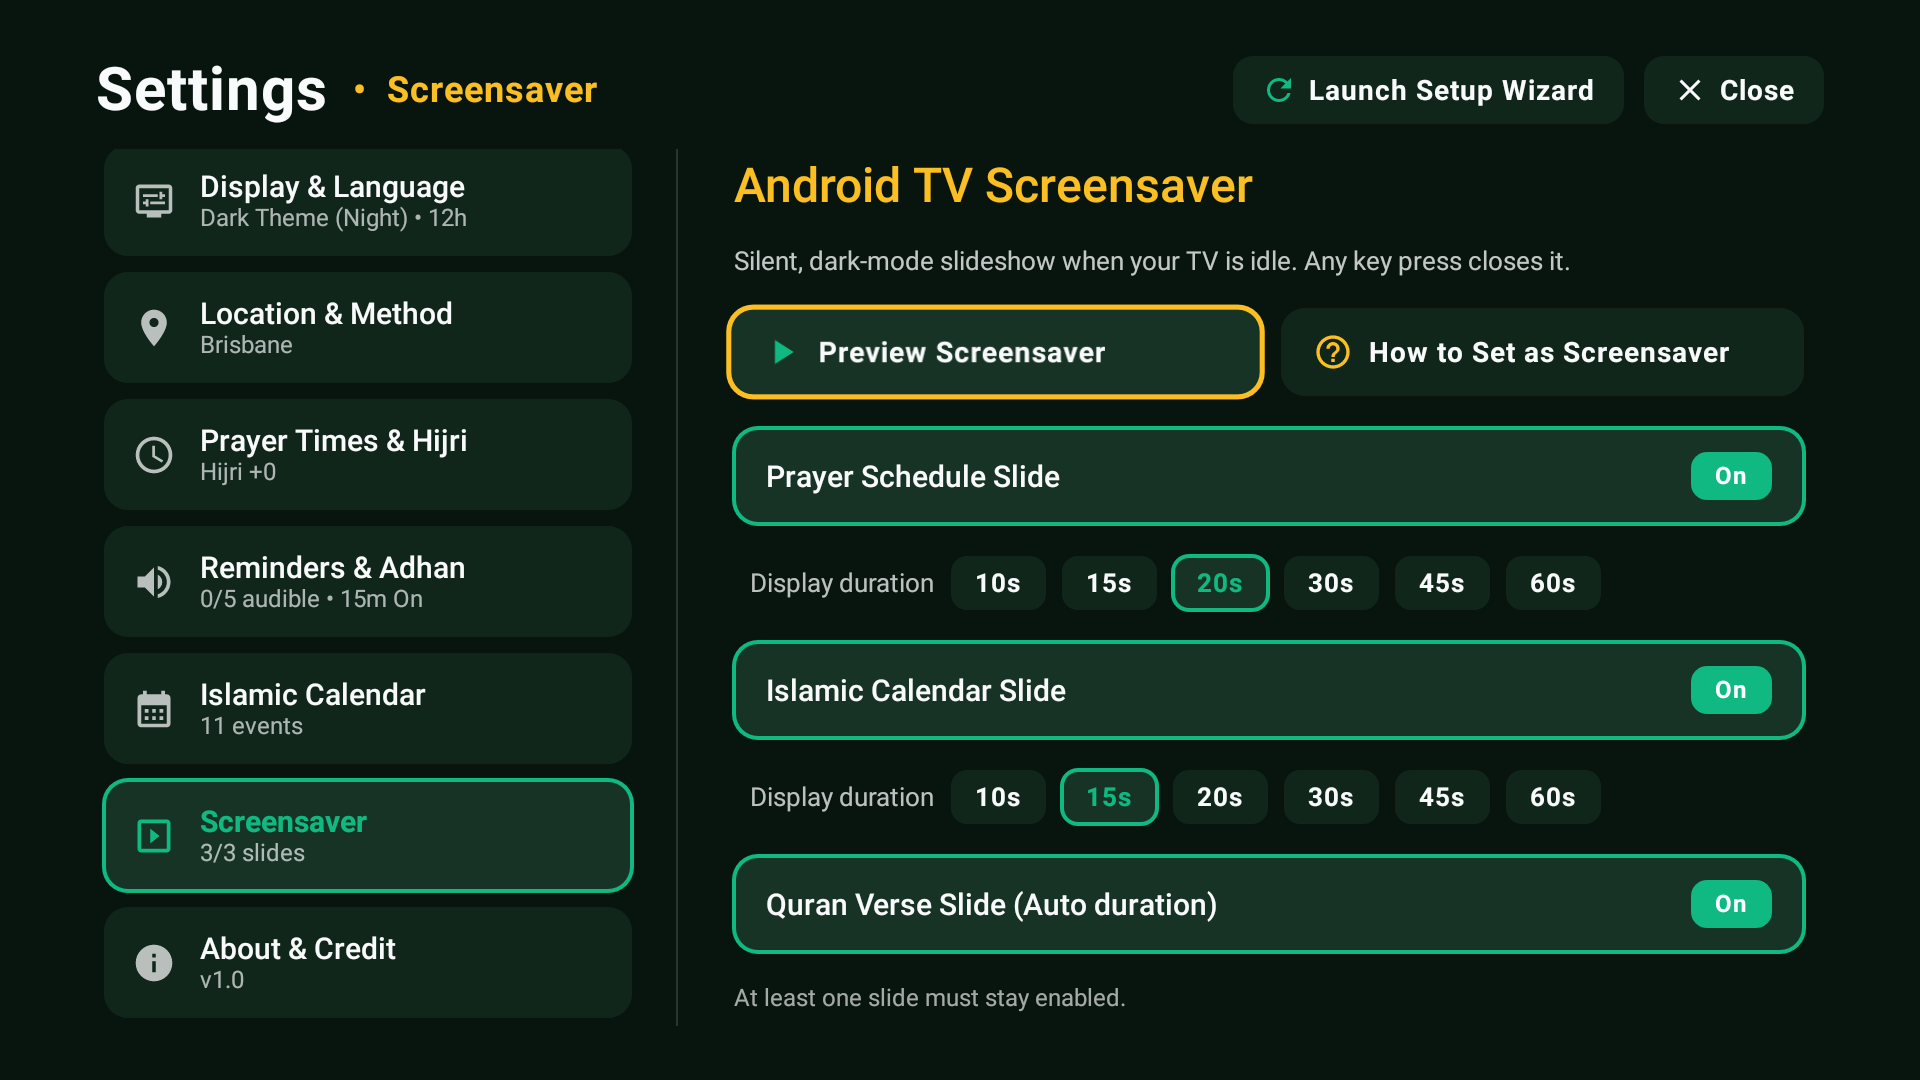 Settings • Screensaver
Launch Setup Wizard
Close
Display & Language
Dark Theme (Night) • 12h
Location & Method
Brisbane
Prayer Times & Hijri
Hijri +0
Reminders & Adhan
0/5 audible • 15m On
Islamic Calendar
11 events
Screensaver
3/3 slides
About & Credit
v1.0
Android TV Screensaver
Silent, dark-mode slideshow when your TV is idle. Any key press closes it.
Preview Screensaver
How to Set as Screensaver
Prayer Schedule Slide On
Display duration 10s 15s 20s 30s 45s 60s
Islamic Calendar Slide On
Display duration 10s 15s 20s 30s 45s 60s
Quran Verse Slide (Auto duration) On
At least one slide must stay enabled.